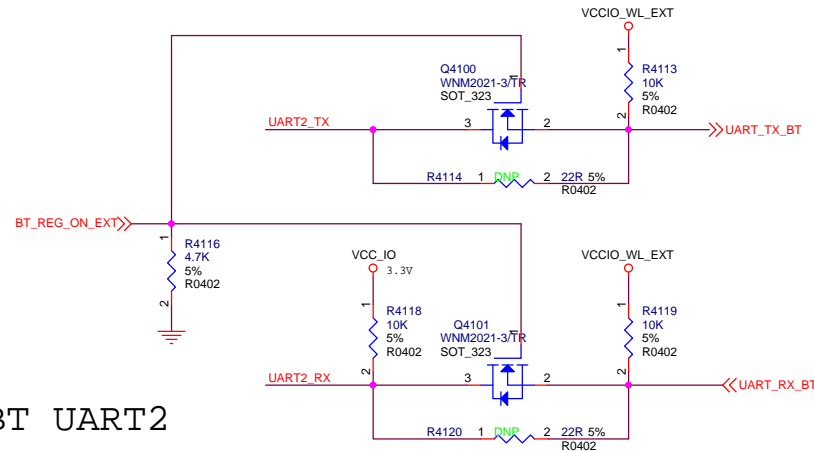 VCCIO_WL_EXT
1
R4113
10K
5%
R0402
2
Q4100
WNM2021-3/TR
SOT_323
1
UART2_TX
3
2
UART_TX_BT
R4114
1
DNP
2
22R 5%
R0402
BT_REG_ON_EXT
1
R4116
4.7K
5%
R0402
2
VCC_IO
3.3V
1
R4118
10K
5%
R0402
2
Q4101
WNM2021-3/TR
SOT_323
1
VCCIO_WL_EXT
1
R4119
10K
5%
R0402
2
UART2_RX
3
2
UART_RX_BT
R4120
1
DNP
2
22R 5%
R0402
BT UART2